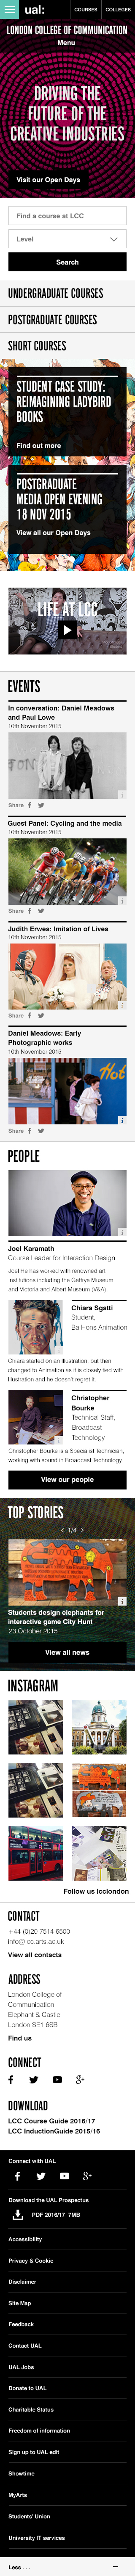 ual:
COURSES
COLLEGES
LONDON COLLEGE OF COMMUNICATION
Menu
DRIVING
THE
FUTURE OF
THE
CREATIVE INDUSTRIES
Visit our Open Days
Find a course at LCC
Level
Search
UNDERGRADUATE COURSES
POSTGRADUATE COURSES
SHORT COURSES
STUDENT CASE STUDY:
REIMAGINING LADYBIRD
BOOKS
Find out more
POSTGRADUATE
MEDIA OPEN EVENING
18 NOV 2015
View all our Open Days
LIFE AT LCC
EVENTS
In conversation: Daniel Meadows
and Paul Lowe
10th November 2015
Share
Guest Panel: Cycling and the media
10th November 2015
Share
Judith Erwes: Imitation of Lives
10th November 2015
Share
Daniel Meadows: Early
Photographic works
10th November 2015
Hot
Share
PEOPLE
Joel Karamath
Course Leader for Interaction Design
Joel He has worked with renowned art
institutions including the Geffrye Museum
and Victoria and Albert Museum (V&A).
Chiara Sgatti
Student,
Ba Hons Animation
Chiara started on an Illustration, but then
changed to Animation as it is closely tied with
Illustration and he doesn't regret it.
Christopher
Bourke
Technical Staff,
Broadcast
Technology
Christopher Bourke is a Specialist Technician,
working with sound in Broadcast Technology.
View our people
TOP STORIES
1/4
Students design elephants for
interactive game City Hunt
23 October 2015
View all news
INSTAGRAM
Follow us lcclondon
CONTACT
+44 (0)20 7514 6500
info@lcc.arts.ac.uk
View all contacts
ADDRESS
London College of
Communication
Elephant & Castle
London SE1 6SB
Find us
CONNECT
DOWNLOAD
LCC Course Guide 2016/17
LCC InductionGuide 2015/16
Connect with UAL
Download the UAL Prospectus
PDF 2016/17 7MB
Accessibility
Privacy & Cookie
Disclaimer
Site Map
Feedback
Contact UAL
UAL Jobs
Donate to UAL
Charitable Status
Freedom of information
Sign up to UAL edit
Showtime
MyArts
Students' Union
University IT services
Less . . .